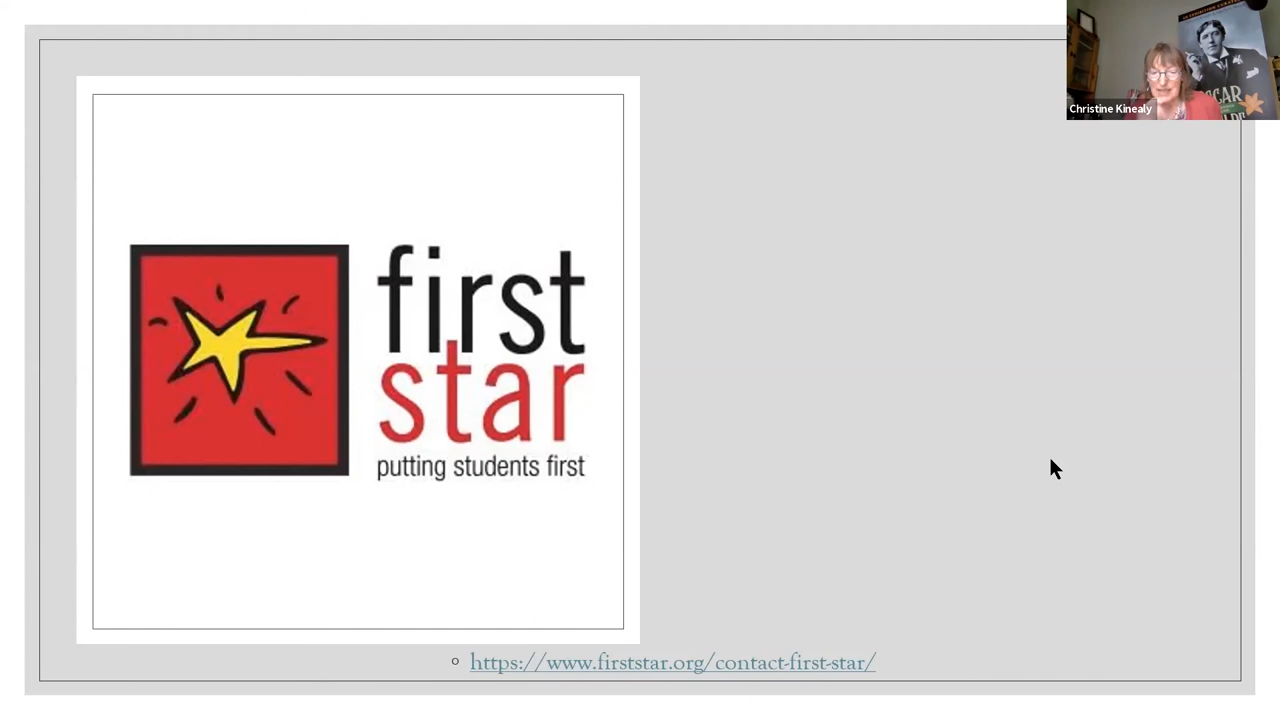 first
star
putting students first
https://www.firststar.org/contact-first-star/
Christine Kinealy